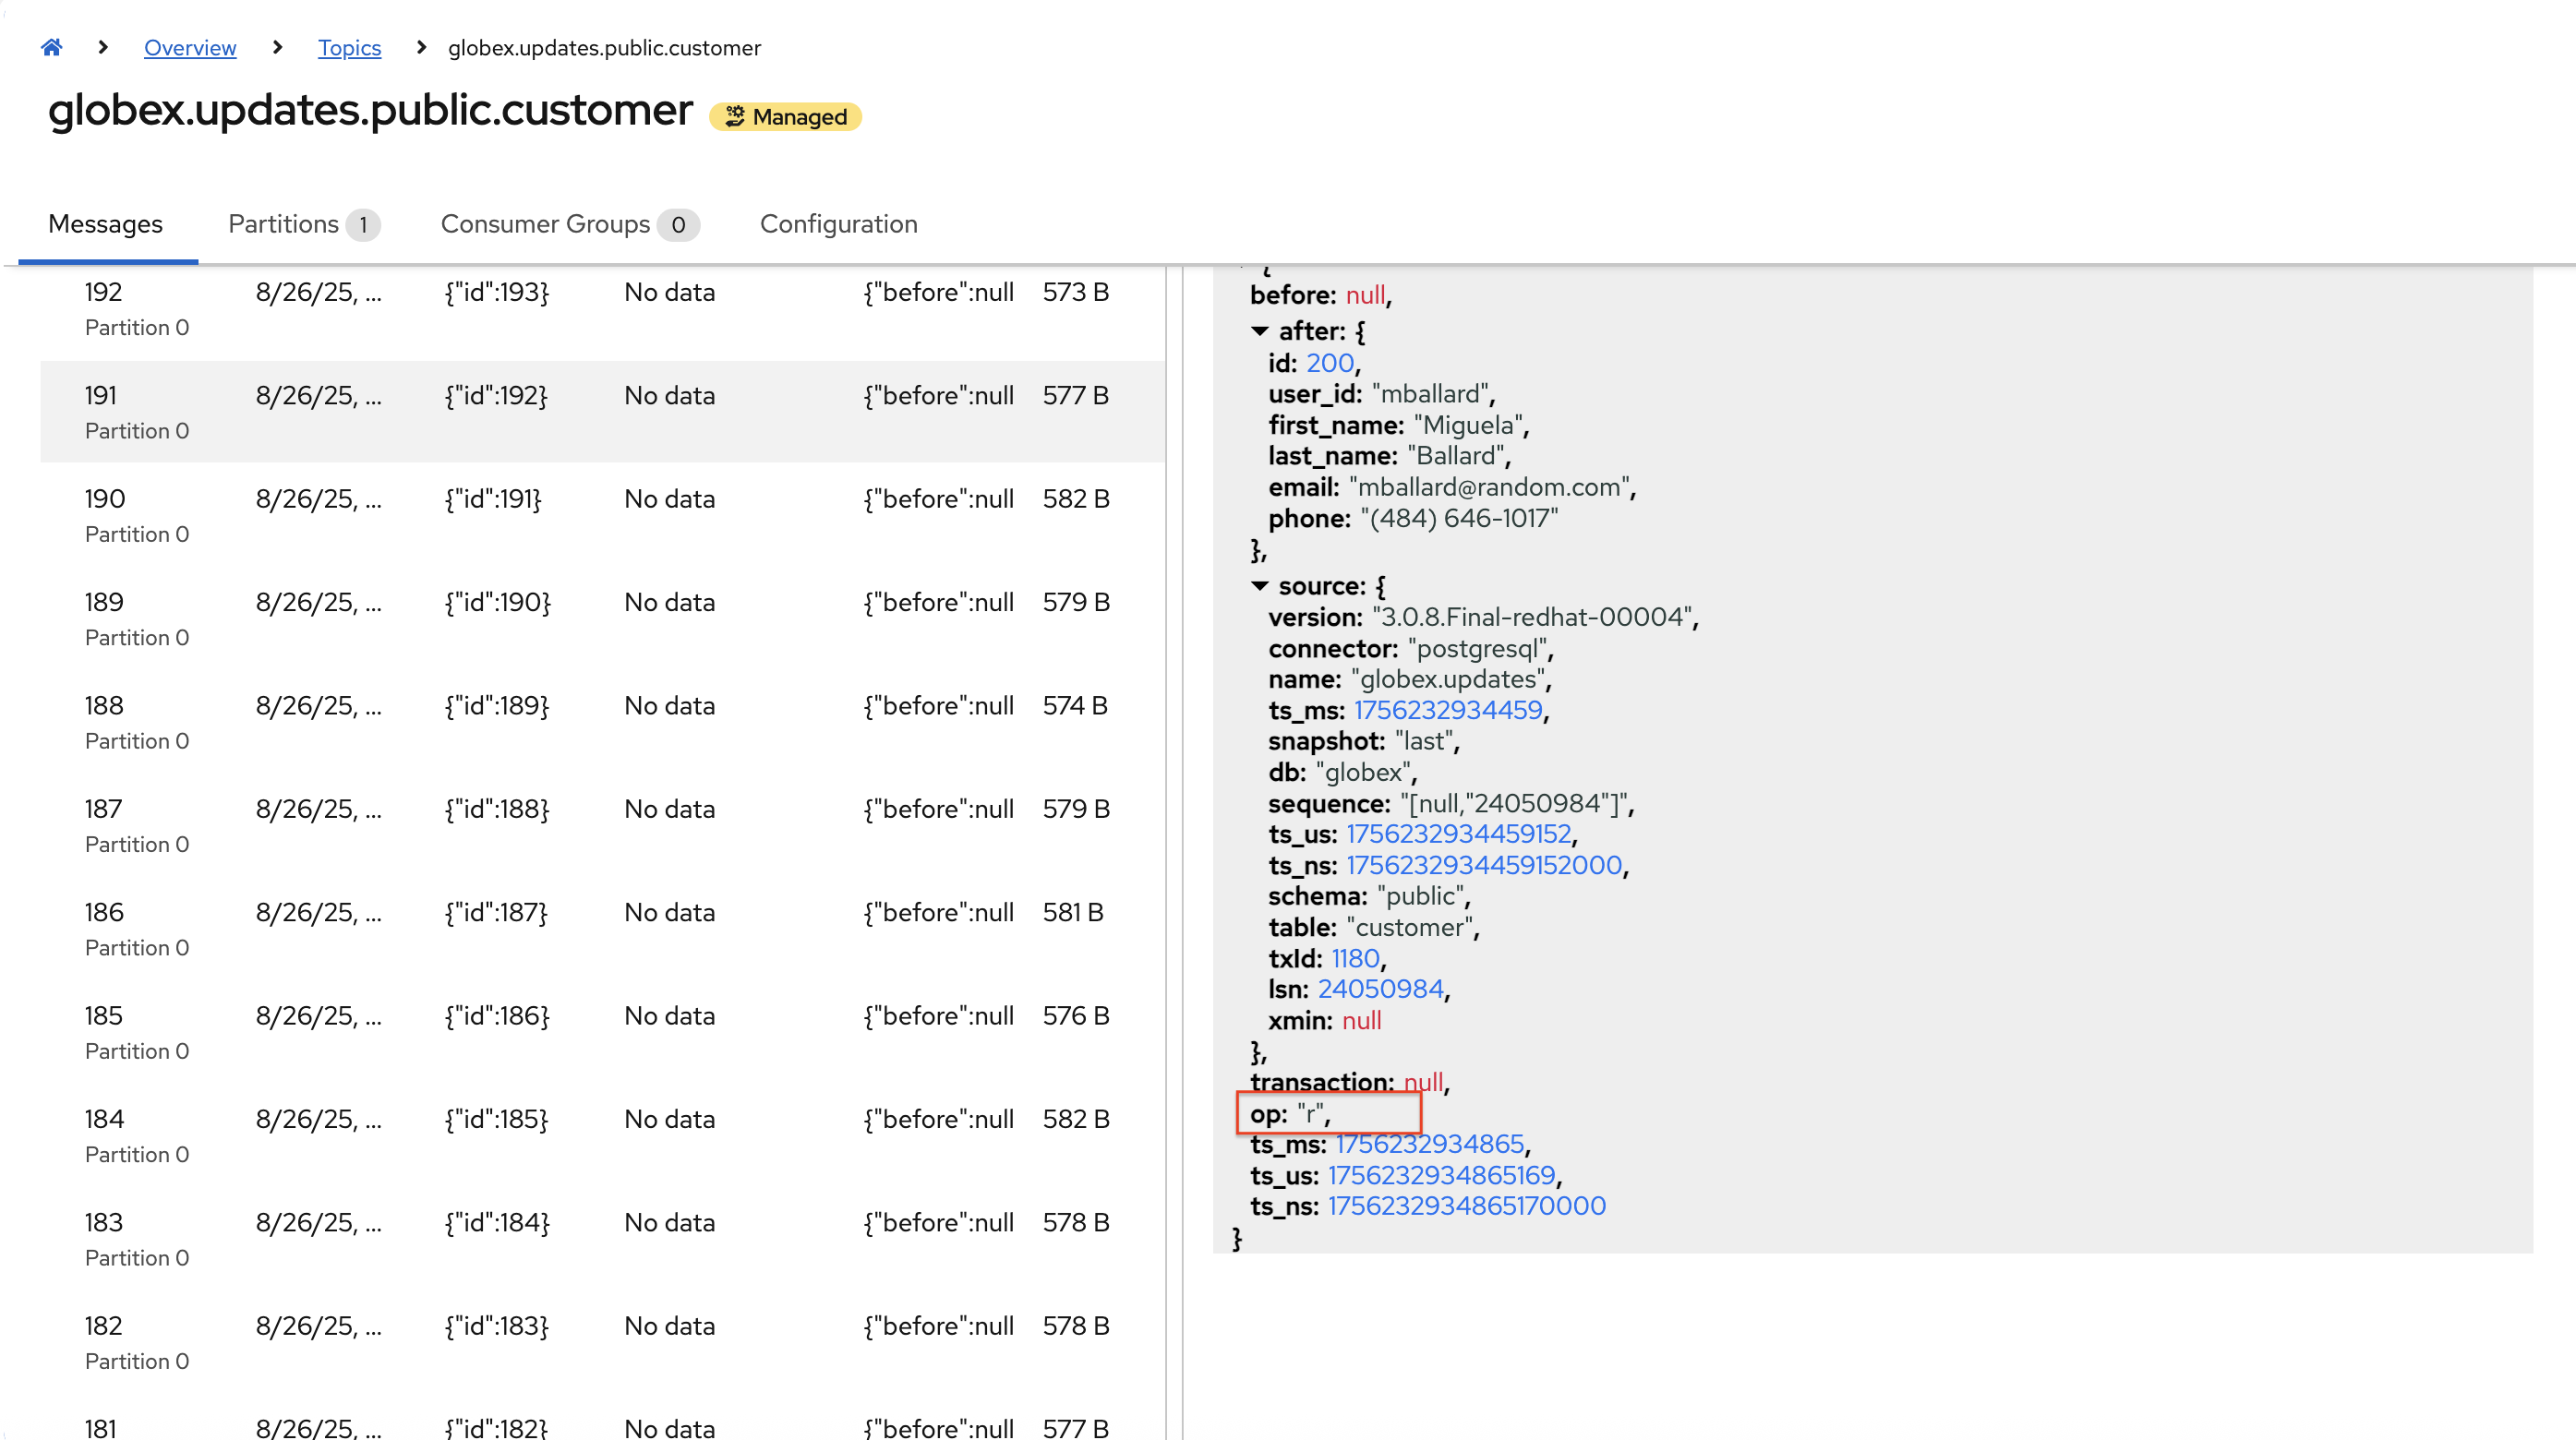 Overview Topics globex.updates.public.customer
globex.updates.public.customer Managed
Messages Partitions 1 Consumer Groups 0 Configuration
192 8/26/25, ... {"id":193} No data {"before":null 573 B
Partition 0
191 8/26/25, ... {"id":192} No data {"before":null 577 B
Partition 0
190 8/26/25, ... {"id":191} No data {"before":null 582 B
Partition 0
189 8/26/25, ... {"id":190} No data {"before":null 579 B
Partition 0
188 8/26/25, ... {"id":189} No data {"before":null 574 B
Partition 0
187 8/26/25, ... {"id":188} No data {"before":null 579 B
Partition 0
186 8/26/25, ... {"id":187} No data {"before":null 581 B
Partition 0
185 8/26/25, ... {"id":186} No data {"before":null 576 B
Partition 0
184 8/26/25, ... {"id":185} No data {"before":null 582 B
Partition 0
183 8/26/25, ... {"id":184} No data {"before":null 578 B
Partition 0
182 8/26/25, ... {"id":183} No data {"before":null 578 B
Partition 0
181 8/26/25, ... {"id":182} No data {"before":null 577 B
{
before: null,
after: {
id: 200,
user_id: "mballard",
first_name: "Miguela",
last_name: "Ballard",
email: "mballard@random.com",
phone: "(484) 646-1017"
},
source: {
version: "3.0.8.Final-redhat-00004",
connector: "postgresql",
name: "globex.updates",
ts_ms: 1756232934459,
snapshot: "last",
db: "globex",
sequence: "[null,"24050984"]",
ts_us: 1756232934459152,
ts_ns: 1756232934459152000,
schema: "public",
table: "customer",
txId: 1180,
lsn: 24050984,
xmin: null
},
transaction: null,
op: "r",
ts_ms: 1756232934865,
ts_us: 1756232934865169,
ts_ns: 1756232934865170000
}